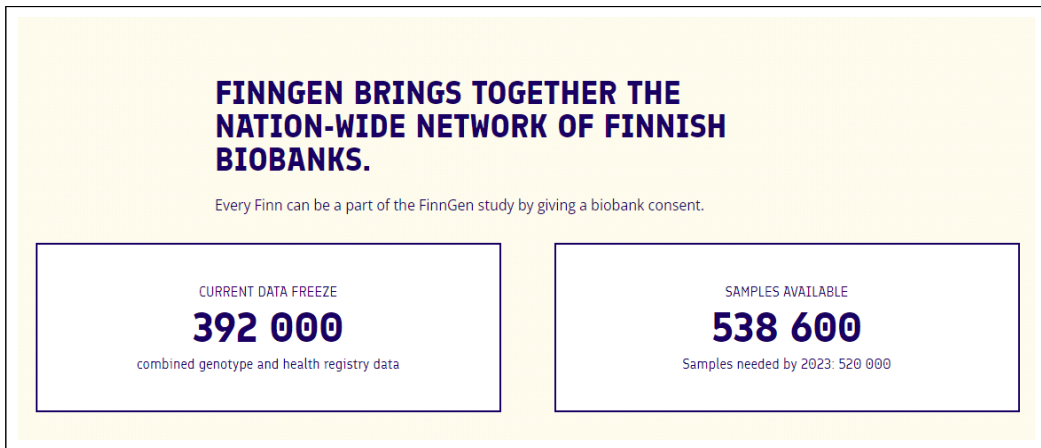 FINNGEN BRINGS TOGETHER THE
NATION-WIDE NETWORK OF FINNISH
BIOBANKS.
Every Finn can be a part of the FinnGen study by giving a biobank consent.
CURRENT DATA FREEZE
392 000
combined genotype and health registry data
SAMPLES AVAILABLE
538 600
Samples needed by 2023: 520 000